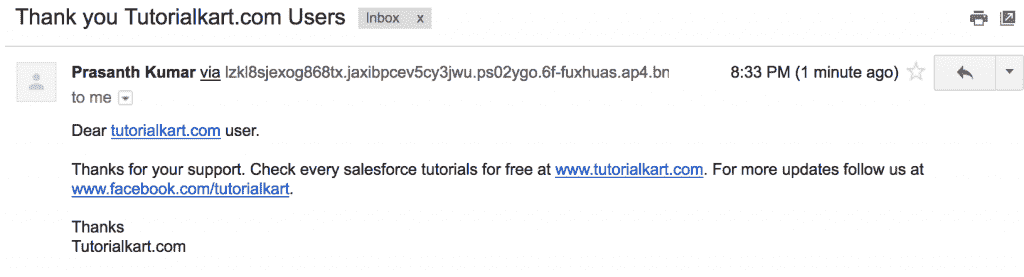 Thank you Tutorialkart.com Users Inbox x
Prasanth Kumar via lzkl8sjexog868tx.jaxibpcev5cy3jwu.ps02ygo.6f-fuxhuas.ap4.bn 8:33 PM (1 minute ago)
to me
Dear tutorialkart.com user.
Thanks for your support. Check every salesforce tutorials for free at www.tutorialkart.com. For more updates follow us at
www.facebook.com/tutorialkart.
Thanks
Tutorialkart.com